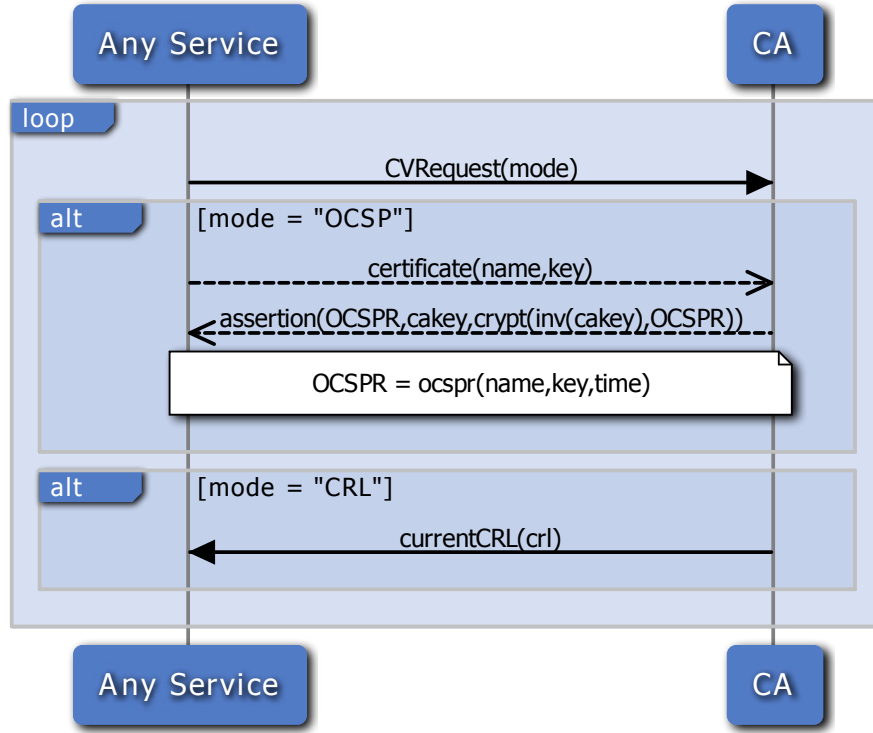 Any Service
CA
loop
CVRequest(mode)
alt
[mode = "OCSP"]
certificate(name,key)
assertion(OCSPR,cakey,crypt(inv(cakey),OCSPR))
OCSPR = ocspr(name,key,time)
alt
[mode = "CRL"]
currentCRL(crl)
Any Service
CA